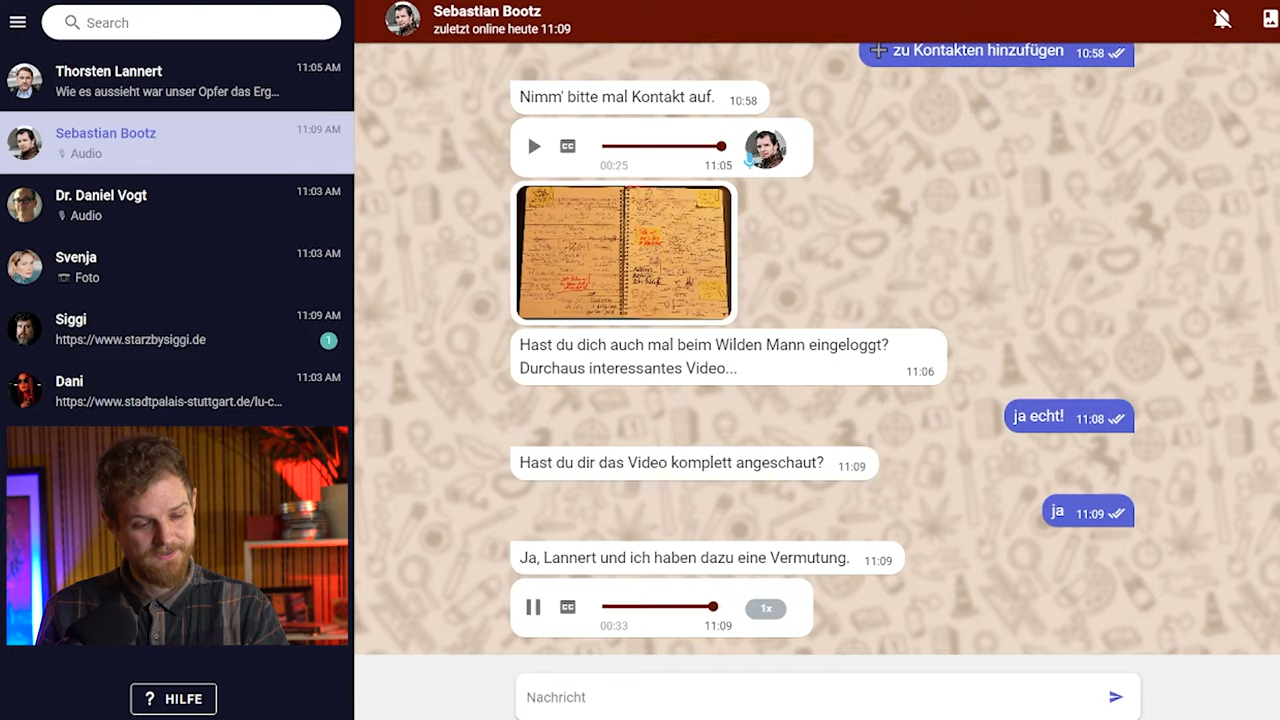 Search
Thorsten Lannert
11:05 AM
Wie es aussieht war unser Opfer das Erg...
Sebastian Bootz
11:09 AM
Audio
Dr. Daniel Vogt
11:03 AM
Audio
Svenja
11:03 AM
Foto
Siggi
11:09 AM
https://www.starzbysiggi.de
1
Dani
11:03 AM
https://www.stadtpalais-stuttgart.de/lu-c...
? HILFE
Sebastian Bootz
zuletzt online heute 11:09
zu Kontakten hinzufügen 10:58
Nimm' bitte mal Kontakt auf. 10:58
CC
00:25 11:05
Hast du dich auch mal beim Wilden Mann eingeloggt?
Durchaus interessantes Video... 11:06
ja echt! 11:08
Hast du dir das Video komplett angeschaut? 11:09
ja 11:09
Ja, Lannert und ich haben dazu eine Vermutung. 11:09
CC
1x
00:33 11:09
Nachricht